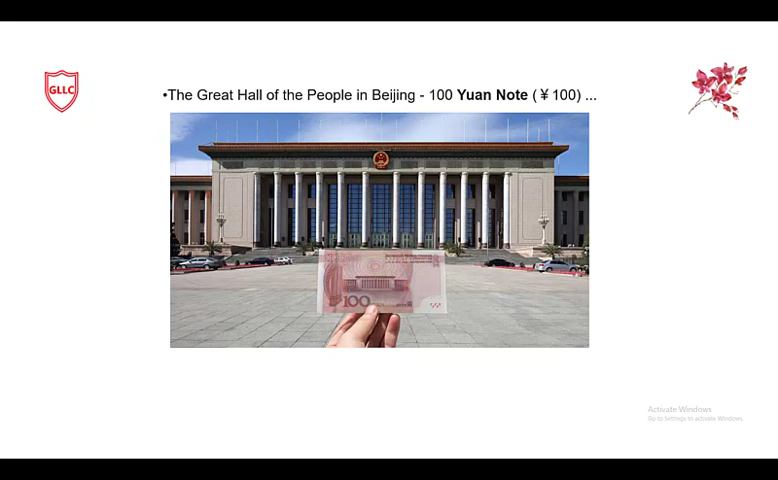 GLLC
•The Great Hall of the People in Beijing - 100 Yuan Note (￥100) ...
100
Activate Windows
Go to Settings to activate Windows.